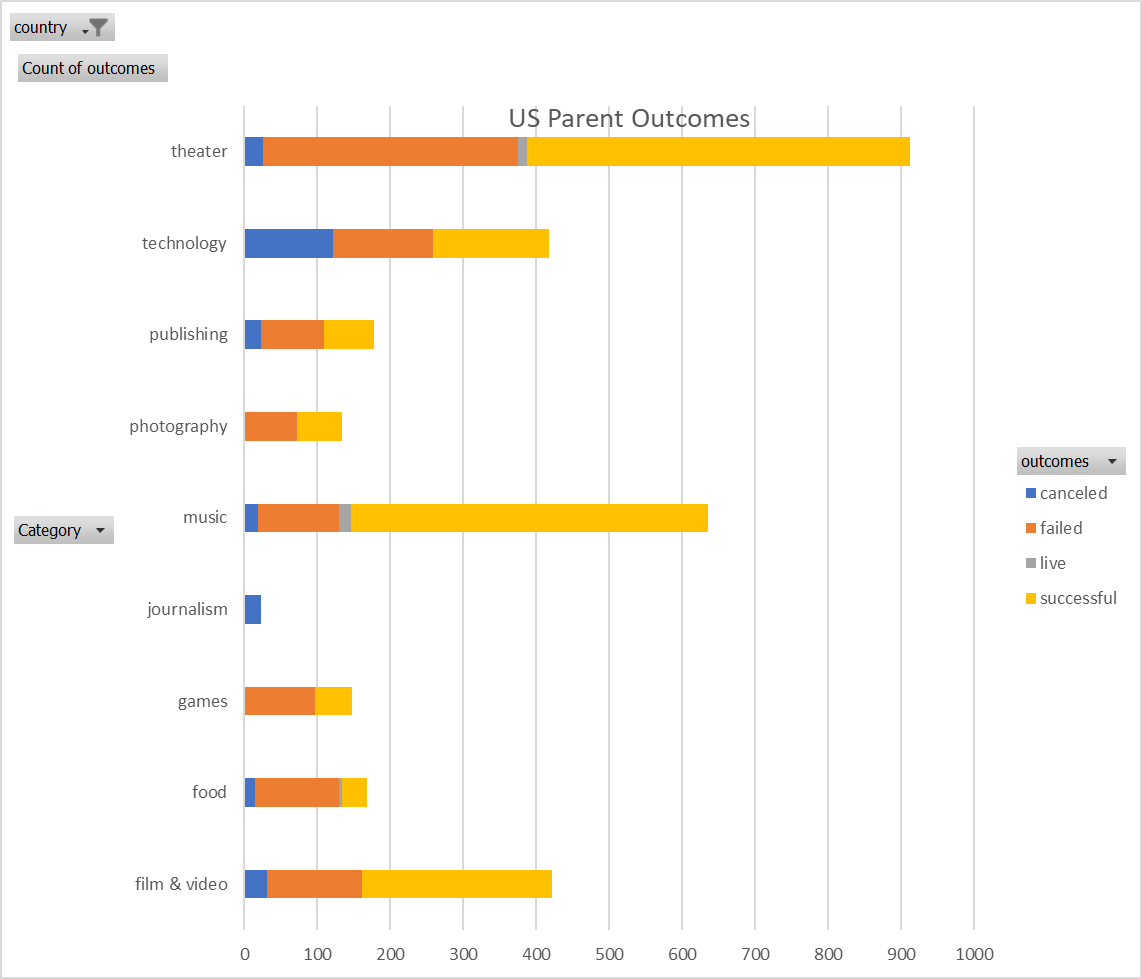 country
Count of outcomes
US Parent Outcomes
theater
technology
publishing
photography
music
journalism
games
food
film & video
Category
0 100 200 300 400 500 600 700 800 900 1000
outcomes
canceled
failed
live
successful